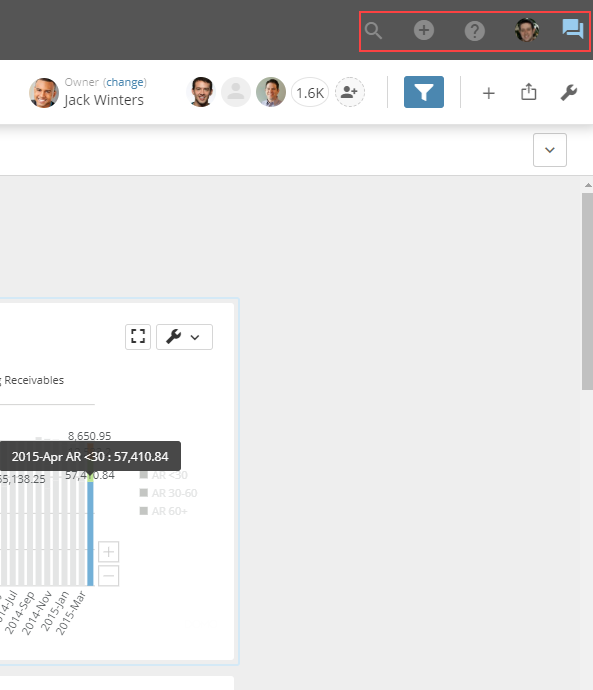 Owner (change)
Jack Winters
1.6K
Receivables
8,650.95
2015-Apr AR <30 : 57,410.84
57,410.84
5,138.25
AR <30
AR 30-60
AR 60+
2014-Jul
2014-Sep
2014-Nov
2015-Jan
2015-Mar